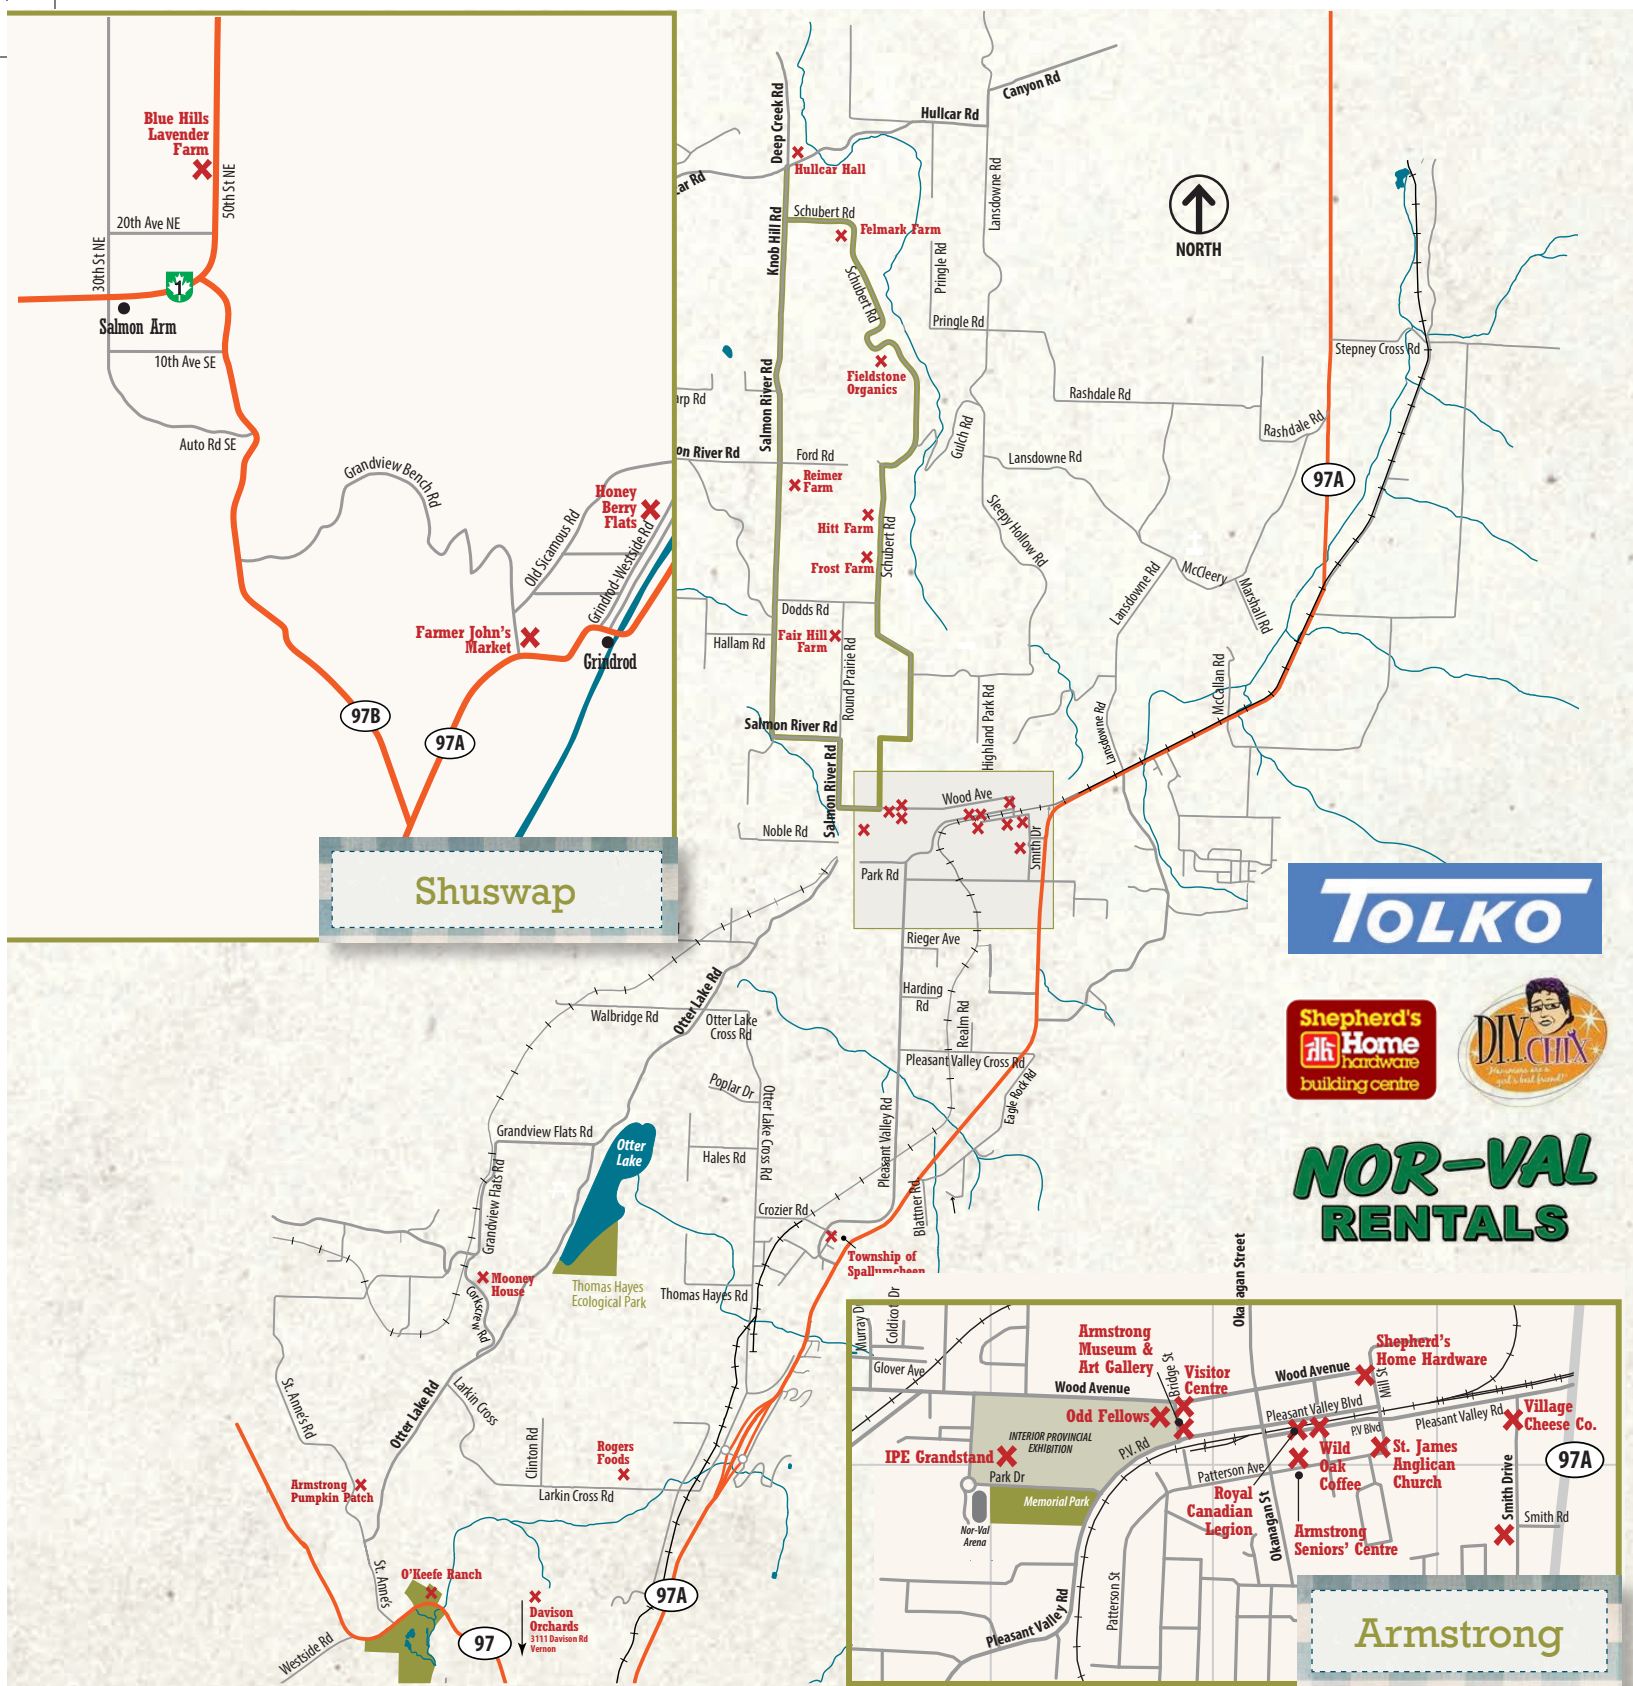 Blue Hills
Lavender
Farm
50th St NE
20th Ave NE
30th St NE
1
Salmon Arm
10th Ave SE
Auto Rd SE
Grandview Bench Rd
Honey
Berry
Flats
Old Sicamous Rd
Grindrod-Westside Rd
Farmer John's
Market
Grindrod
97B
97A
Shuswap
Deep Creek Rd
Hullcar Rd
Canyon Rd
Hullcar Hall
car Rd
Schubert Rd
Felmark Farm
Knob Hill Rd
Schubert Rd
Lansdowne Rd
Pringle Rd
Pringle Rd
NORTH
Stepney Cross Rd
Fieldstone
Organics
Salmon River Rd
arp Rd
Rashdale Rd
Rashdale Rd
Gulch Rd
on River Rd
Ford Rd
Lansdowne Rd
97A
Reimer
Farm
Hitt Farm
Frost Farm
Schubert Rd
Sleepy Hollow Rd
McCleery
Marshall Rd
Lansdowne Rd
Dodds Rd
Hallam Rd
Fair Hill
Farm
Round Prairie Rd
McCallan Rd
Salmon River Rd
Highland Park Rd
Lansdowne Rd
Salmon River Rd
Wood Ave
Noble Rd
Smith Dr
Park Rd
TOLKO
Rieger Ave
Harding
Rd
Realm Rd
Otter Lake Rd
Walbridge Rd
Otter Lake
Cross Rd
Shepherd's
Home
hardware
building centre
D.I.Y. CHIX
Pleasant Valley Cross Rd
Eagle Rock Rd
Poplar Dr
Otter Lake Cross Rd
Pleasant Valley Rd
Grandview Flats Rd
Otter
Lake
Hales Rd
NOR-VAL
RENTALS
Grandview Flats Rd
Crozier Rd
Blattner Rd
Township of
Spallumcheen
Mooney
House
Thomas Hayes
Ecological Park
Thomas Hayes Rd
Corkscrew Rd
St. Anne's Rd
Otter Lake Rd
Larkin Cross
Clinton Rd
Rogers
Foods
Armstrong
Pumpkin Patch
Larkin Cross Rd
St. Anne's
O'Keefe Ranch
Davison
Orchards
3111 Davison Rd
Vernon
97A
97
Westside Rd
Murray D
Coldicot Dr
Okanagan Street
Glover Ave
Armstrong
Museum &
Art Gallery
Bridge St
Visitor
Centre
Shepherd's
Home Hardware
Wood Avenue
Wood Avenue
Mill St
Odd Fellows
Pleasant Valley Blvd
Village
Cheese Co.
INTERIOR PROVINCIAL
EXHIBITION
P.V. Rd
P.V Blvd
Pleasant Valley Rd
IPE Grandstand
Park Dr
Patterson Ave
Wild
Oak
Coffee
St. James
Anglican
Church
97A
Memorial Park
Nor-Val
Arena
Royal
Canadian
Legion
Okanagan St
Armstrong
Seniors' Centre
Smith Drive
Smith Rd
Patterson St
Pleasant Valley Rd
Armstrong